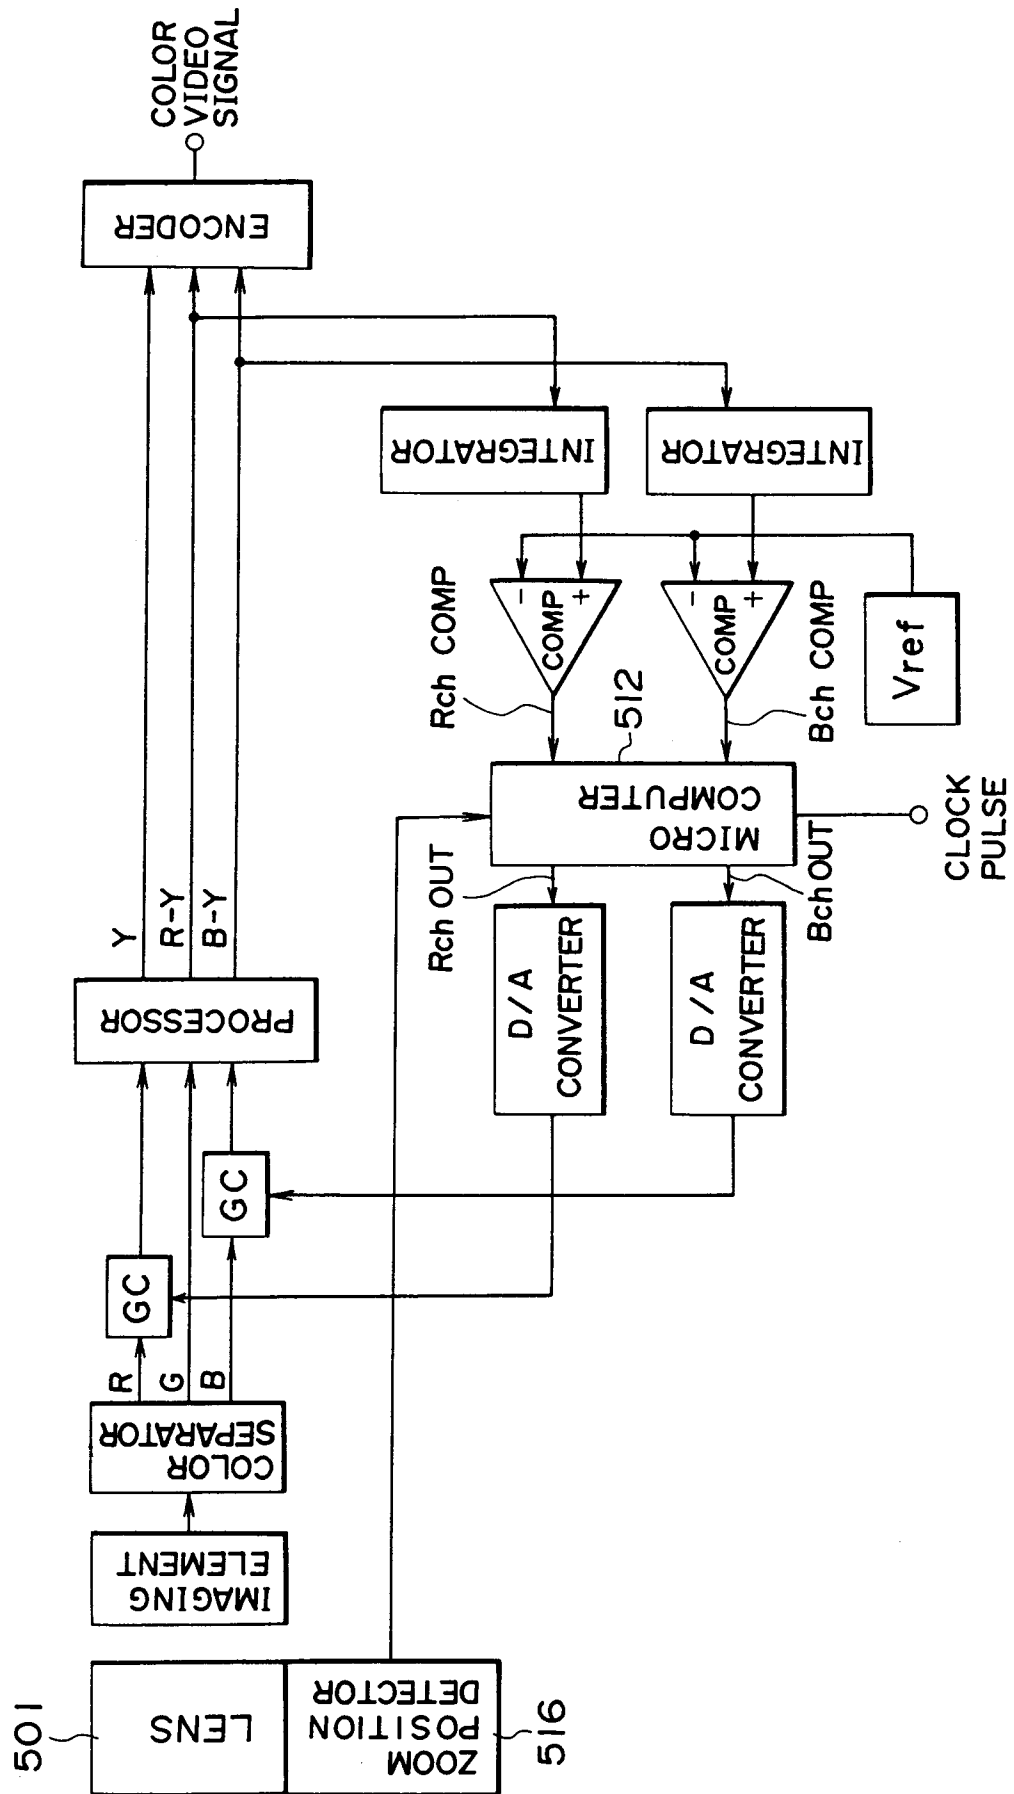 501
LENS
ZOOM
POSITION
DETECTOR
516
IMAGING
ELEMENT
COLOR
SEPARATOR
R
G
B
GC
GC
PROCESSOR
Y
R-Y
B-Y
ENCODER
COLOR
VIDEO
SIGNAL
INTEGRATOR
INTEGRATOR
-
+
COMP
-
+
COMP
Rch COMP
Bch COMP
Vref
512
MICRO
COMPUTER
CLOCK
PULSE
Rch OUT
Bch OUT
D/A
CONVERTER
D/A
CONVERTER